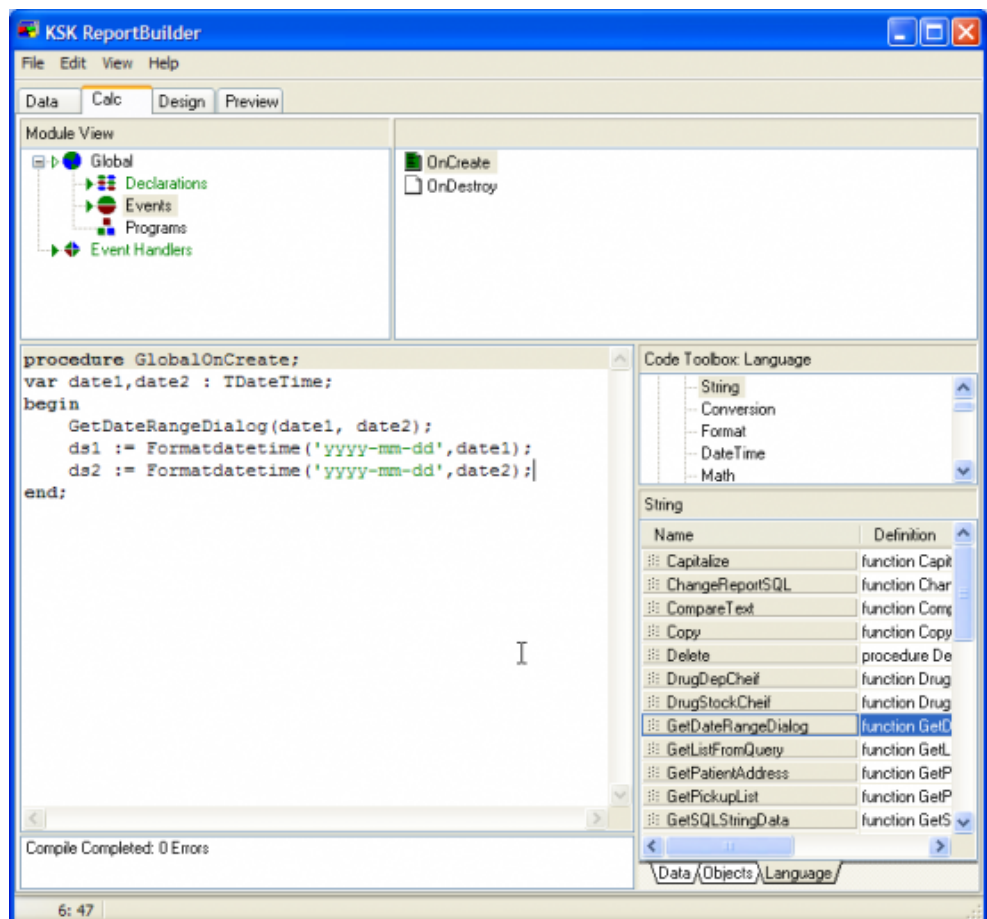 KSK ReportBuilder
File Edit View Help
Data Calc Design Preview
Module View
Global
Declarations
Events
Programs
Event Handlers
OnCreate
OnDestroy
procedure GlobalOnCreate;
var date1,date2 : TDateTime;
begin
GetDateRangeDialog(date1, date2);
ds1 := Formatdatetime('yyyy-mm-dd',date1);
ds2 := Formatdatetime('yyyy-mm-dd',date2);
end;
Compile Completed: 0 Errors
Code Toolbox: Language
String
Conversion
Format
DateTime
Math
String
Name Definition
Capitalize function Capit
ChangeReportSQL function Char
CompareText function Comp
Copy function Copy
Delete procedure De
DrugDepCheif function Drug
DrugStockCheif function Drug
GetDateRangeDialog function GetD
GetListFromQuery function GetL
GetPatientAddress function GetP
GetPickupList function GetP
GetSQLStringData function GetS
Data Objects Language
6: 47